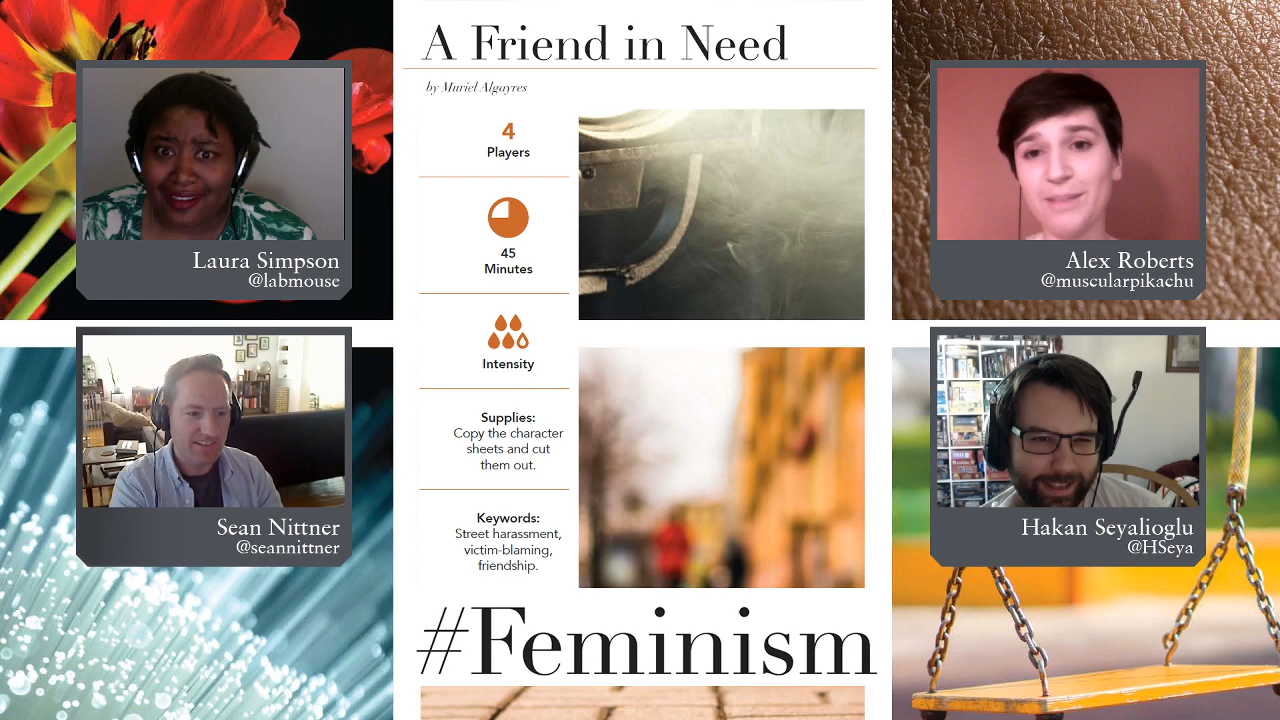 A Friend in Need
by Muriel Algayres
4
Players
45
Minutes
Intensity
Supplies:
Copy the character
sheets and cut
them out.
Keywords:
Street harassment,
victim-blaming,
friendship.
#Feminism
Laura Simpson
@labmouse
Sean Nittner
@seannittner
Alex Roberts
@muscularpikachu
Hakan Seyalioglu
@HSeya